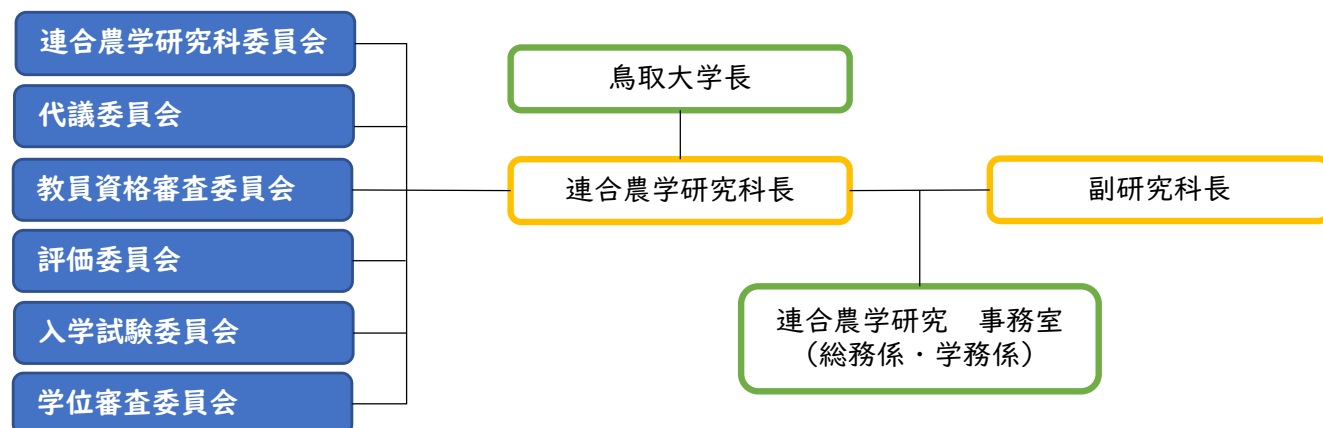 連合農学研究科委員会
代議委員会
教員資格審査委員会
評価委員会
入学試験委員会
学位審査委員会
鳥取大学長
連合農学研究科長
副研究科長
連合農学研究　事務室
（総務係・学務係）